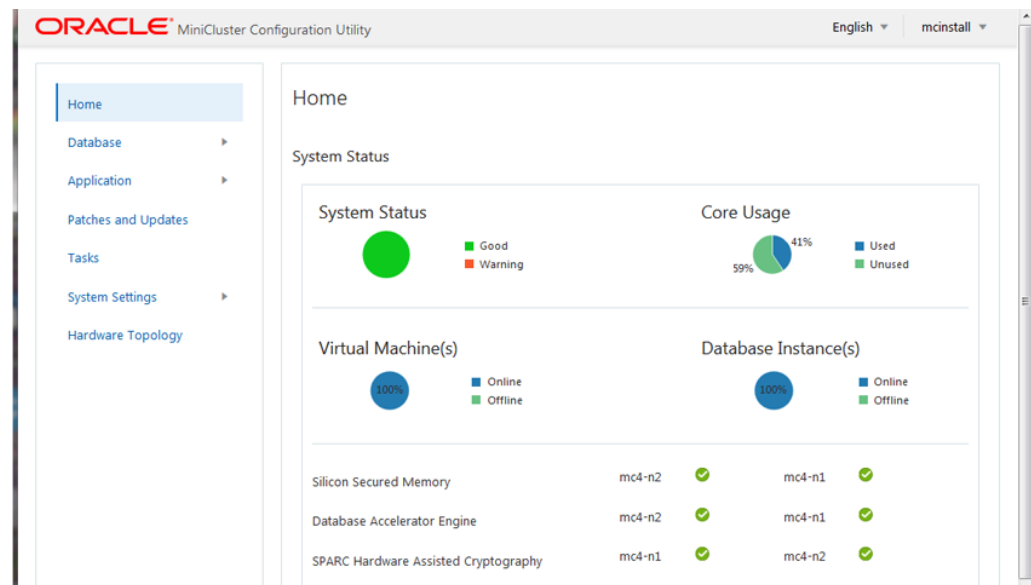 ORACLE MiniCluster Configuration Utility English mcinstall
Home
Database
Application
Patches and Updates
Tasks
System Settings
Hardware Topology
Home
System Status
System Status
Good
Warning
Core Usage
41%
59%
Used
Unused
Virtual Machine(s)
100%
Online
Offline
Database Instance(s)
100%
Online
Offline
Silicon Secured Memory mc4-n2 mc4-n1
Database Accelerator Engine mc4-n2 mc4-n1
SPARC Hardware Assisted Cryptography mc4-n1 mc4-n2